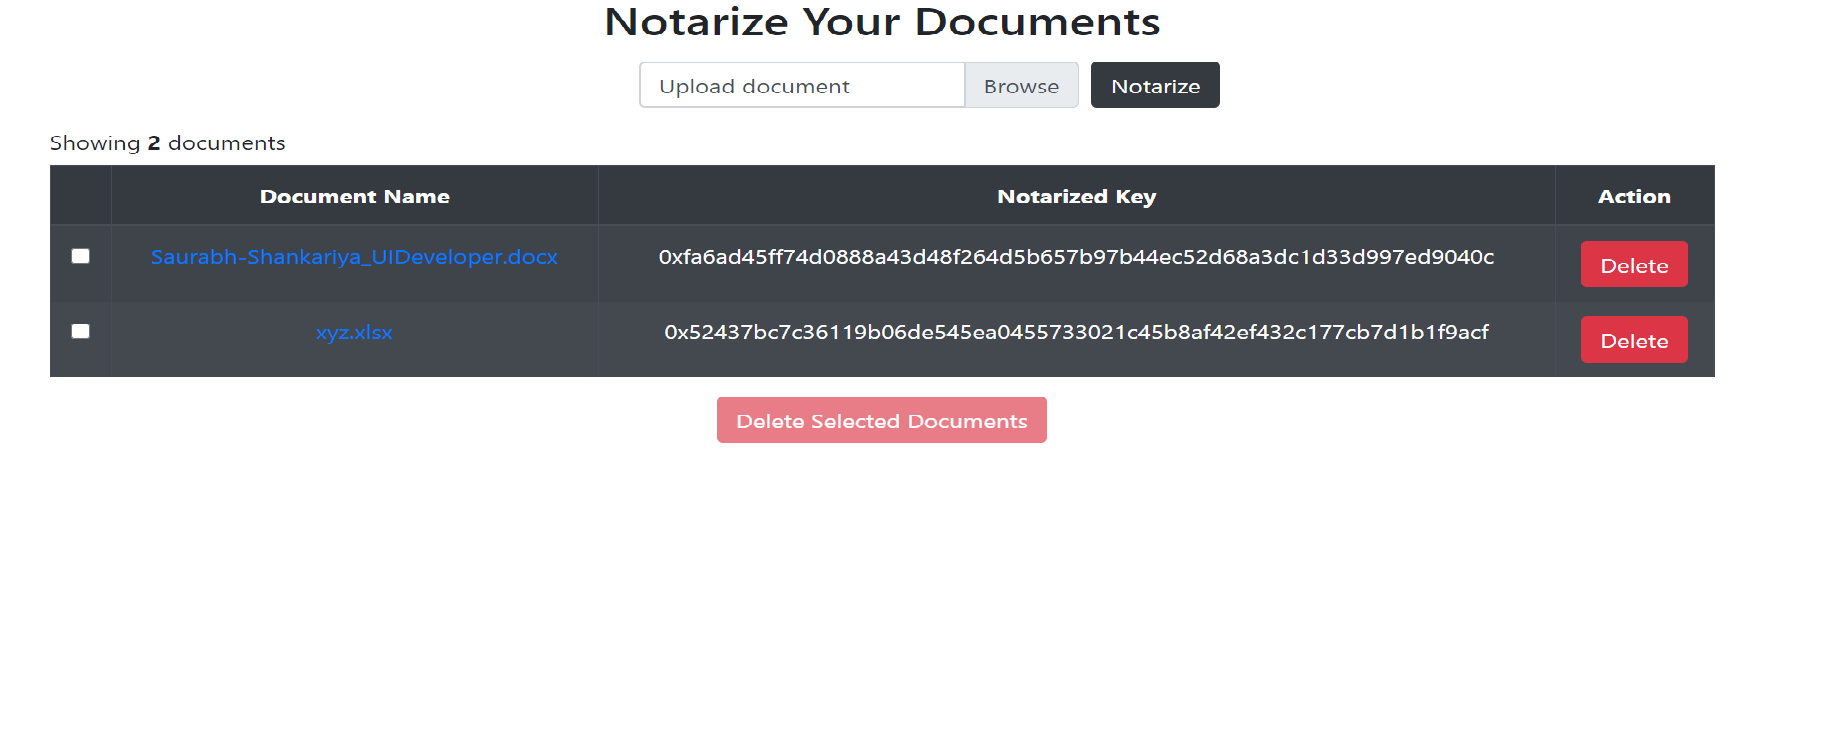 Notarize Your Documents
Upload document Browse Notarize
Showing 2 documents
Document Name Notarized Key Action
Saurabh-Shankariya_UIDeveloper.docx 0xfa6ad45ff74d0888a43d48f264d5b657b97b44ec52d68a3dc1d33d997ed9040c Delete
xyz.xlsx 0x52437bc7c36119b06de545ea0455733021c45b8af42ef432c177cb7d1b1f9acf Delete
Delete Selected Documents